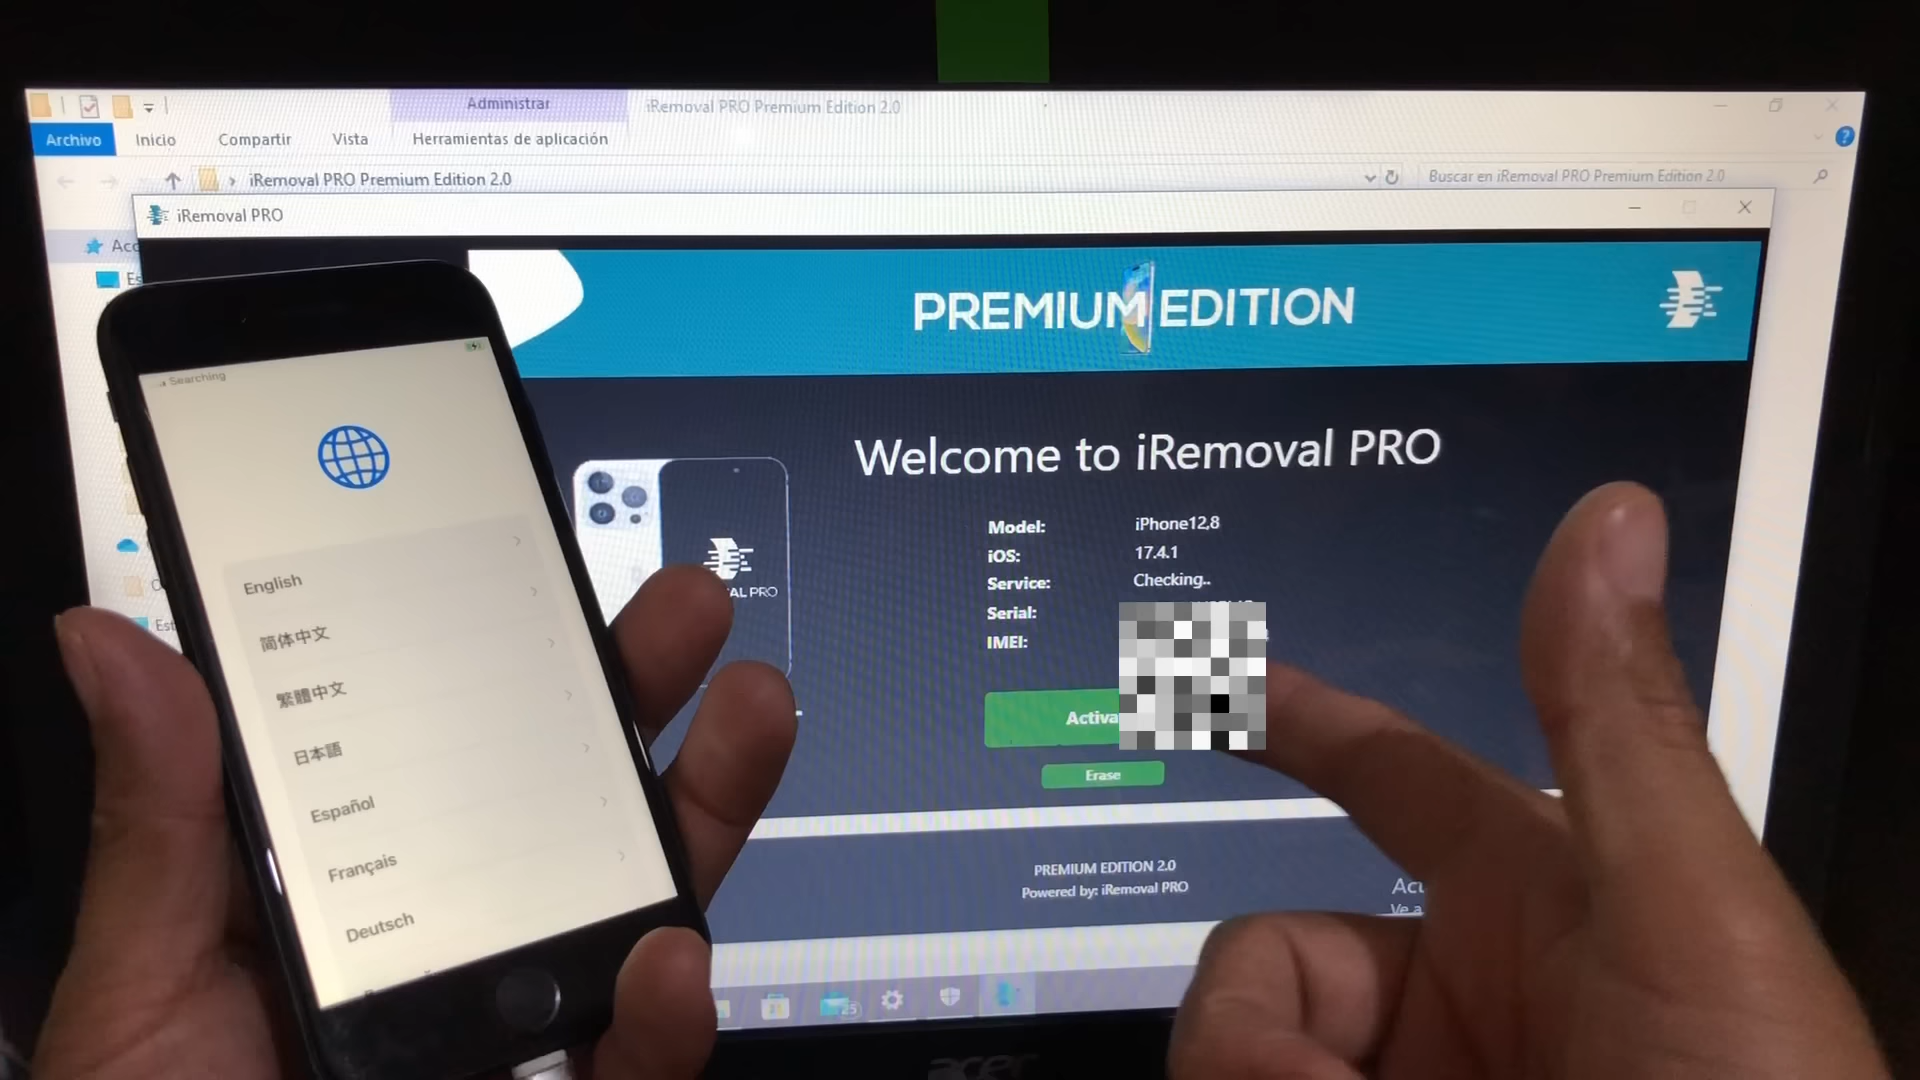 Administrar
iRemoval PRO Premium Edition 2.0
Archivo
Inicio
Compartir
Vista
Herramientas de aplicación
iRemoval PRO Premium Edition 2.0
Buscar en iRemoval PRO Premium Edition 2.0
iRemoval PRO
PREMIUM EDITION
Welcome to iRemoval PRO
Model: iPhone12,8
iOS: 17.4.1
Service: Checking..
Serial:
IMEI:
Erase
PREMIUM EDITION 2.0
Powered by: iRemoval PRO
25
acer
Searching
English
简体中文
繁體中文
日本語
Español
Français
Deutsch